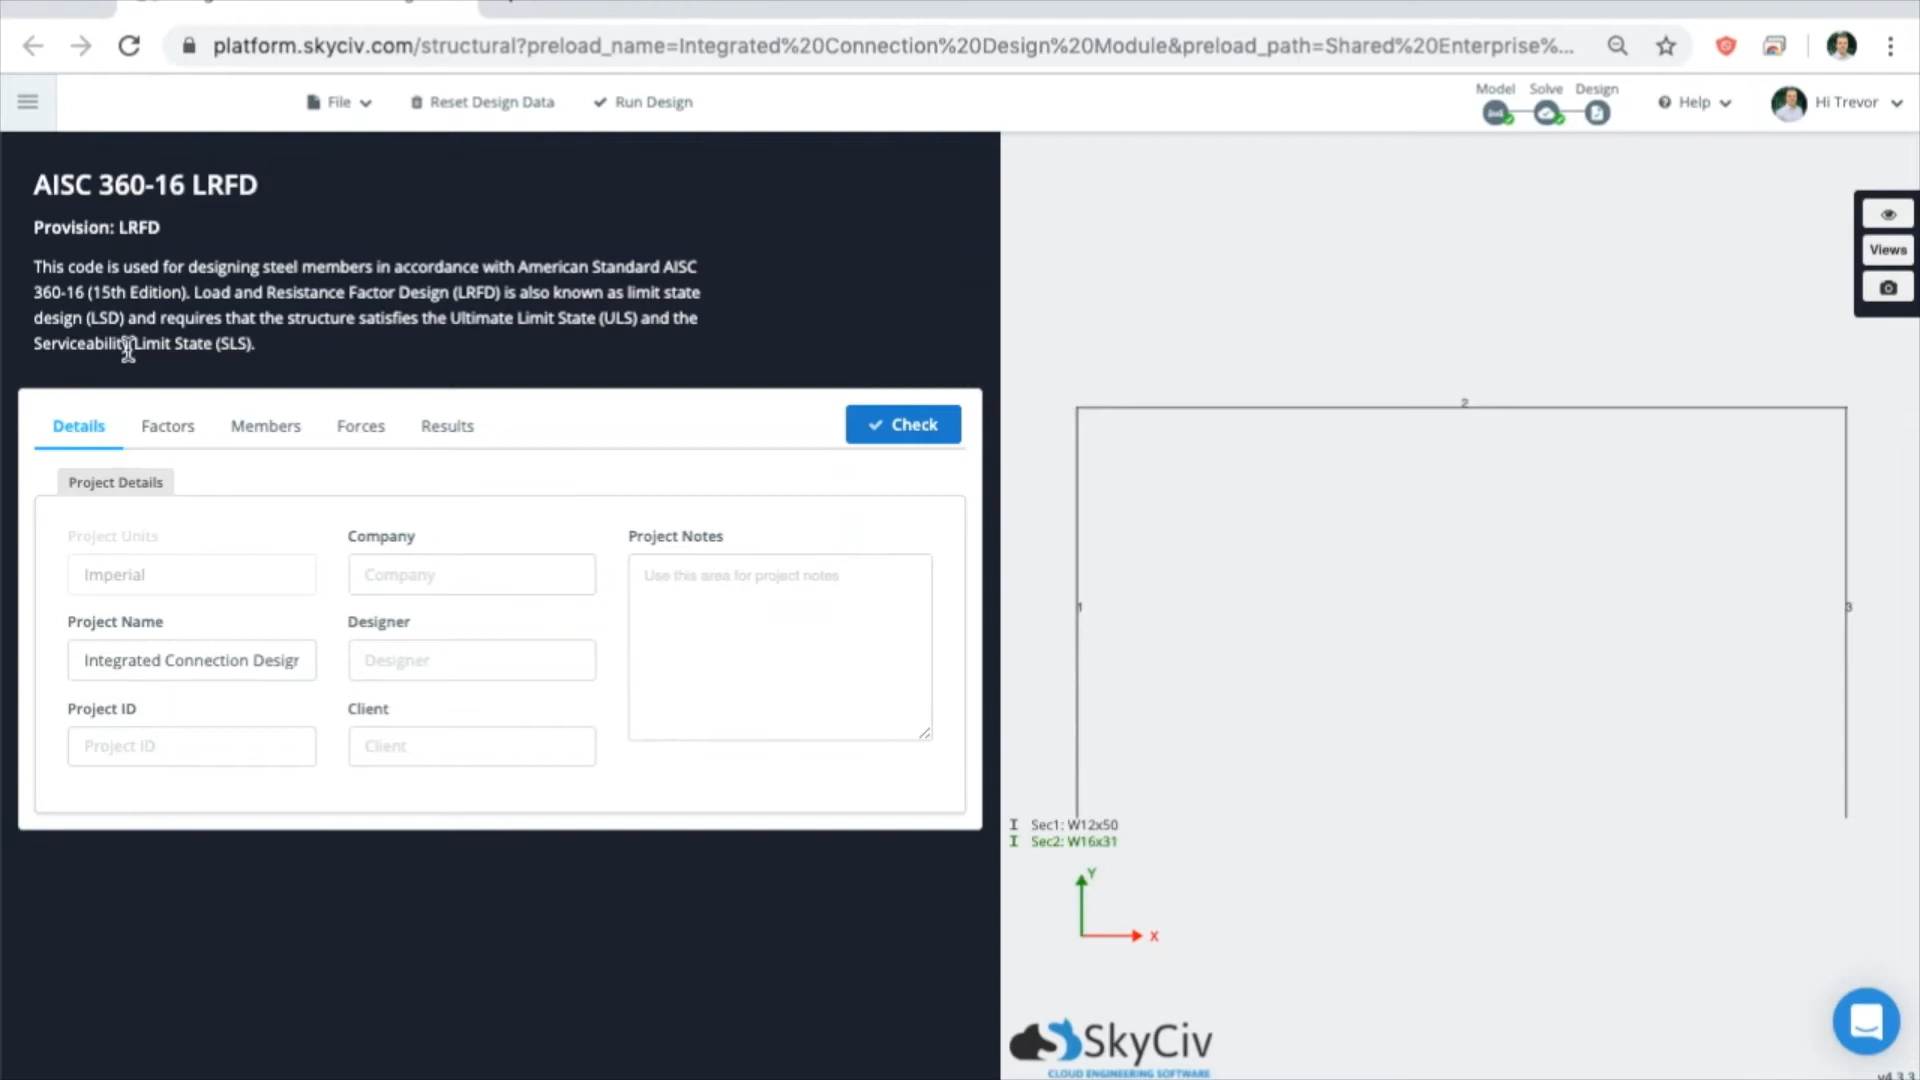 platform.skyciv.com/structural?preload_name=Integrated%20Connection%20Design%20Module&preload_path=Shared%20Enterprise%...
File
Reset Design Data
Run Design
Model
Solve
Design
Help
Hi Trevor
AISC 360-16 LRFD
Provision: LRFD
This code is used for designing steel members in accordance with American Standard AISC
360-16 (15th Edition). Load and Resistance Factor Design (LRFD) is also known as limit state
design (LSD) and requires that the structure satisfies the Ultimate Limit State (ULS) and the
Serviceability Limit State (SLS).
Views
Details
Factors
Members
Forces
Results
Check
Project Details
Project Units
Imperial
Company
Company
Project Notes
Use this area for project notes
Project Name
Integrated Connection Desigr
Designer
Designer
Project ID
Project ID
Client
Client
2
1
3
Sec1: W12x50
Sec2: W16x31
Y
X
SkyCiv
CLOUD ENGINEERING SOFTWARE
v4.3.3